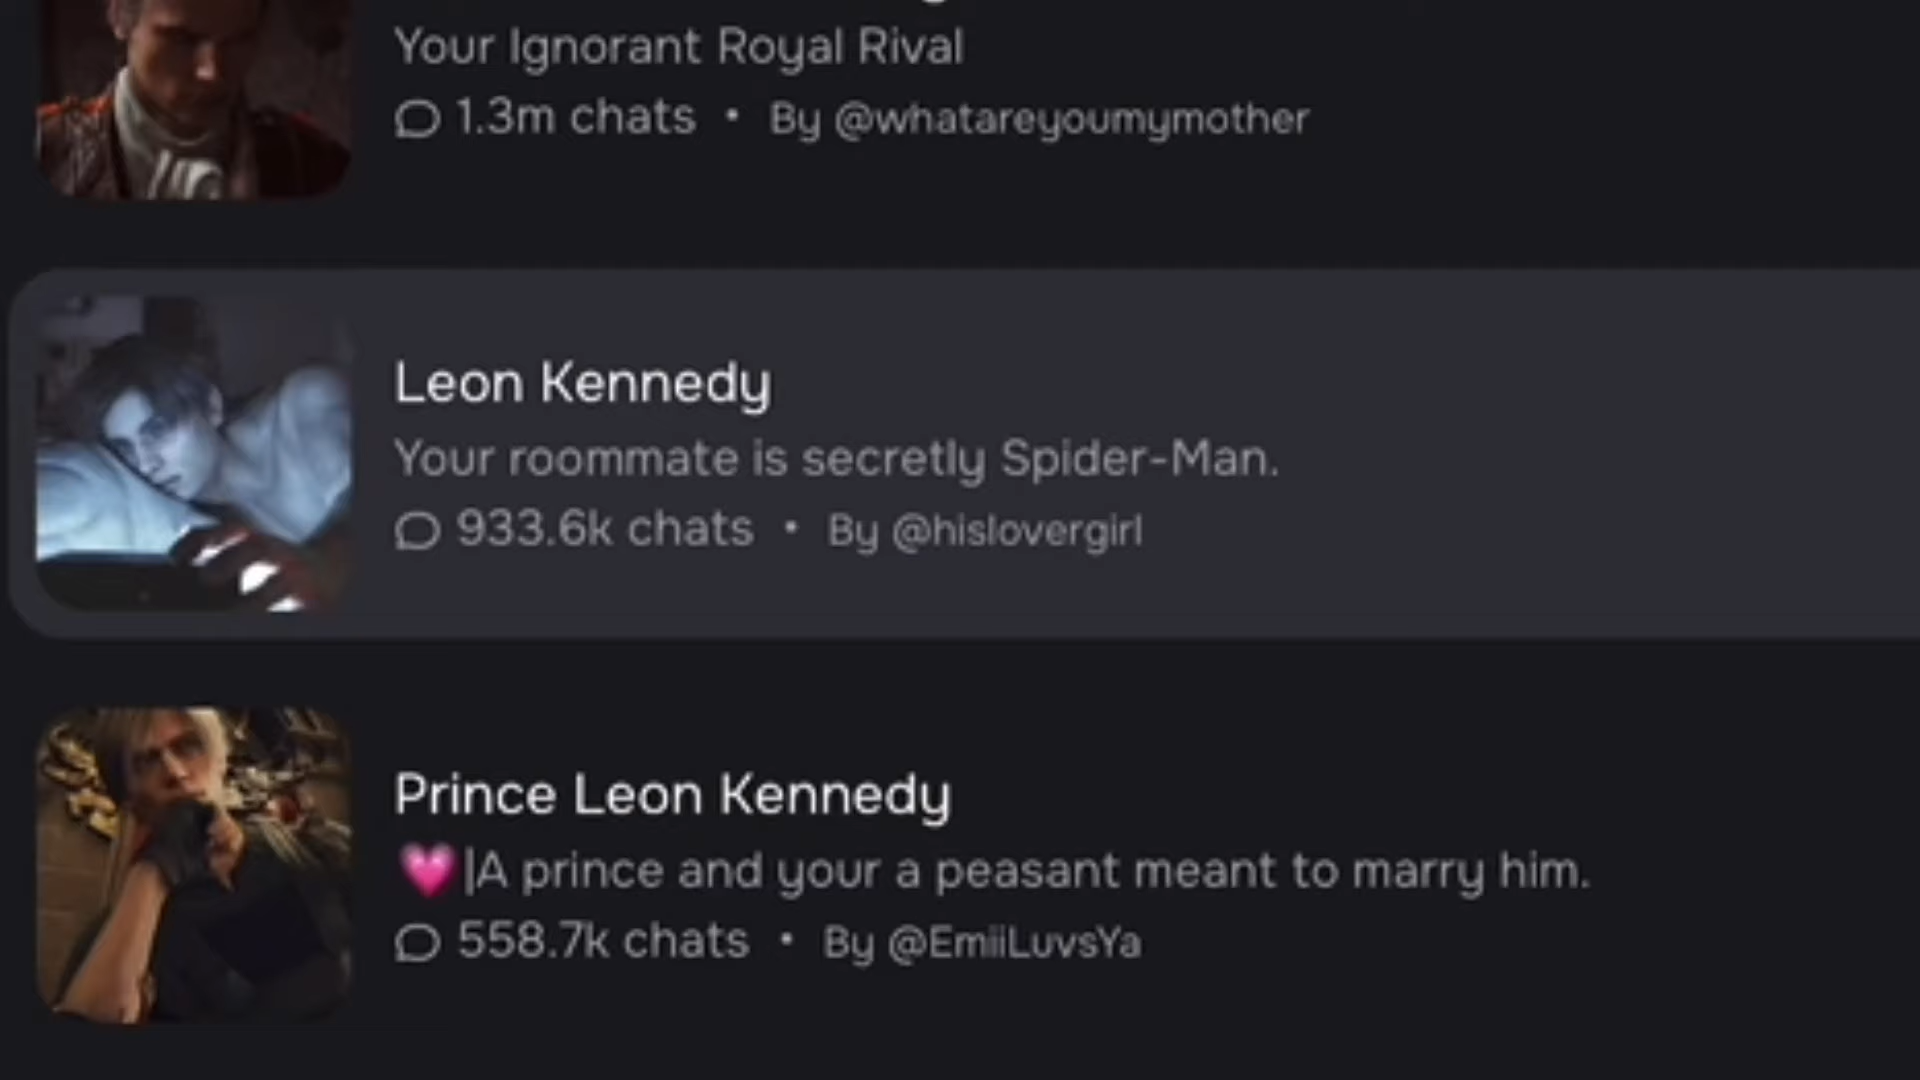 Your Ignorant Royal Rival
1.3m chats • By @whatareyoumymother
Leon Kennedy
Your roommate is secretly Spider-Man.
933.6k chats • By @hislovergirl
Prince Leon Kennedy
💗|A prince and your a peasant meant to marry him.
558.7k chats • By @EmiiLuvsYa